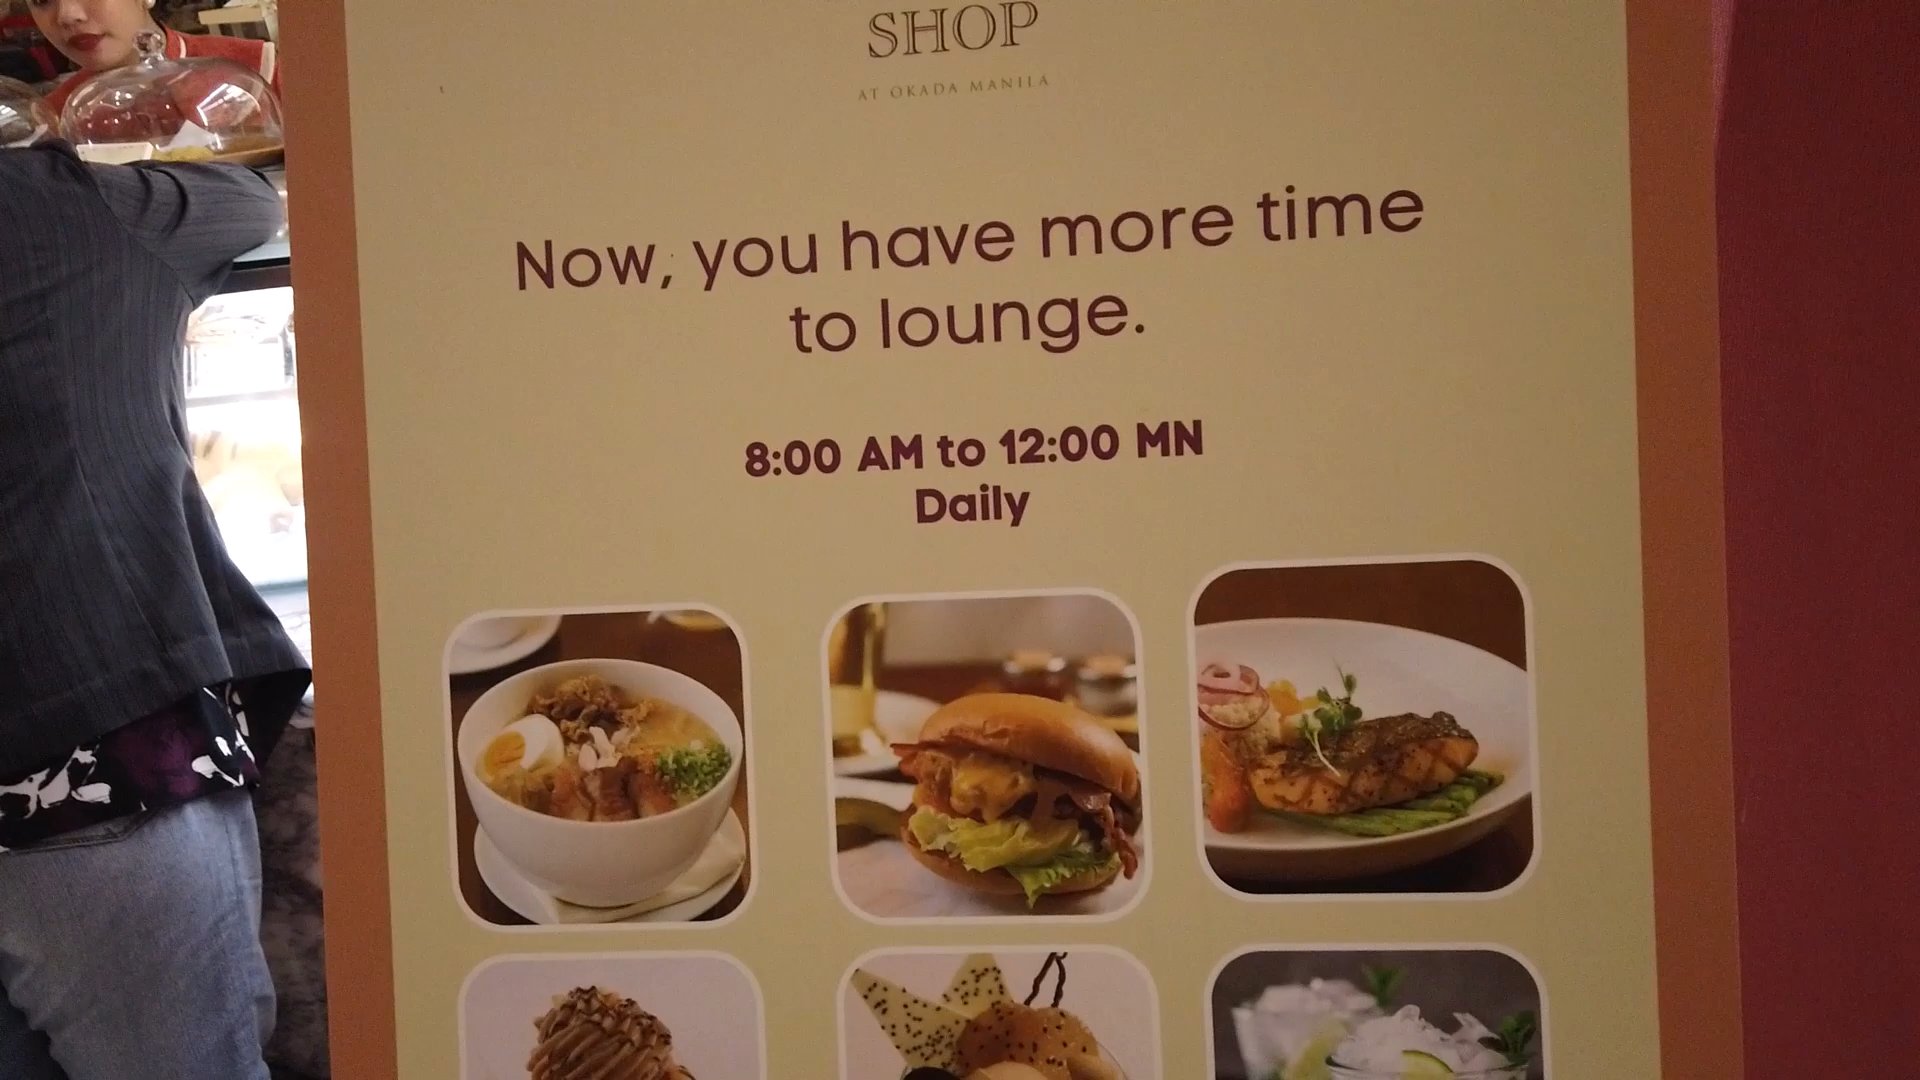 SHOP
AT OKADA MANILA
Now, you have more time
to lounge.
8:00 AM to 12:00 MN
Daily